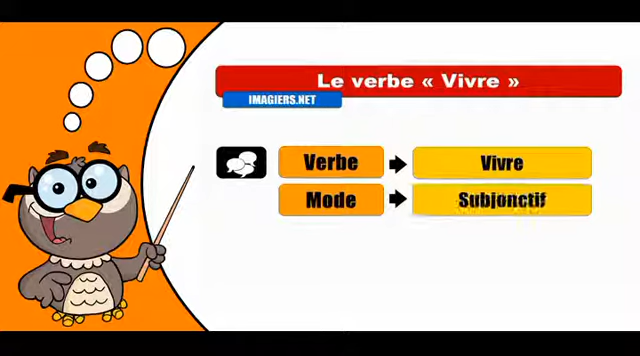 Le verbe « Vivre »
IMAGIERS.NET
Verbe Vivre
Mode Subjonctif